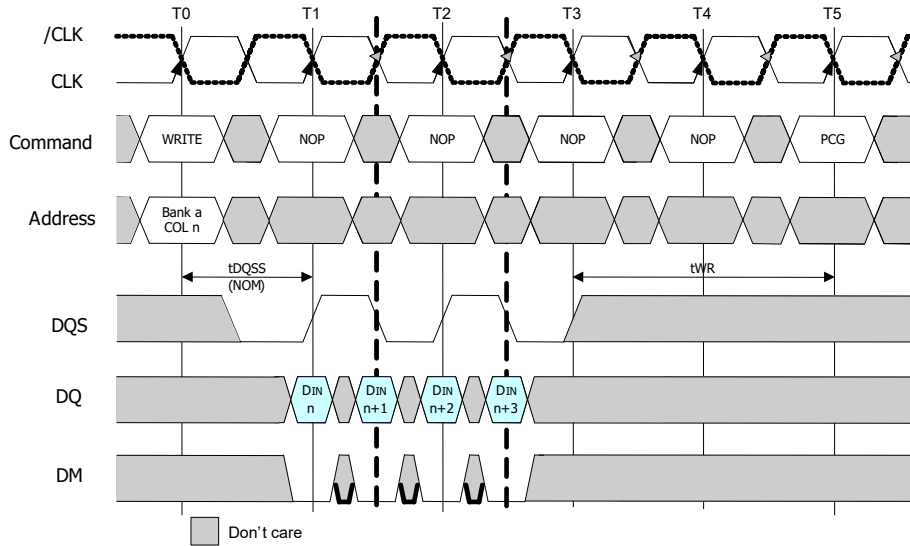 T0 T1 T2 T3 T4 T5
/CLK
CLK
Command WRITE NOP NOP NOP NOP PCG
Address Bank a
COL n
tDQSS
(NOM)
tWR
DQS
DQ DIN
n DIN
n+1 DIN
n+2 DIN
n+3
DM
Don't care